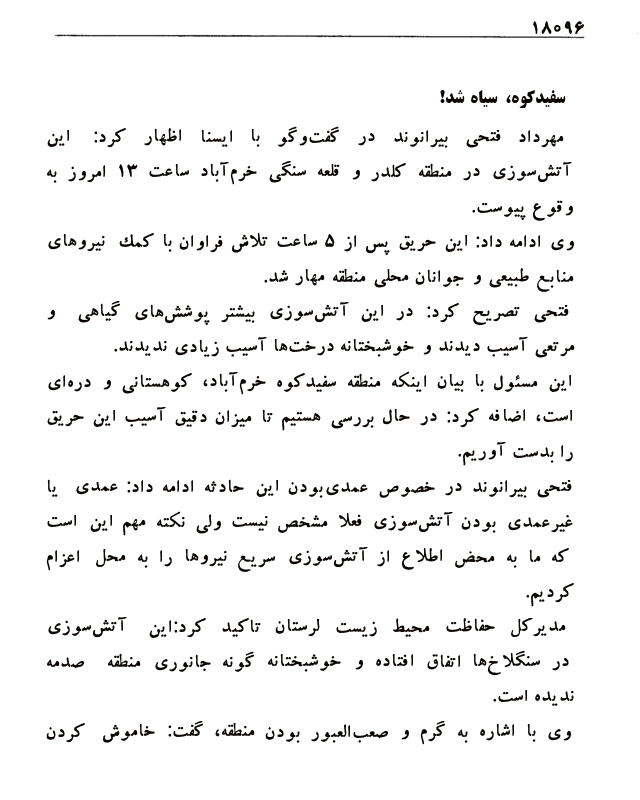 ۱۸۰۹۶
سفیدکوه، سیاه شد!
مهرداد فتحی بیرانوند در گفت‌وگو با ایسنا اظهار کرد: این
آتش‌سوزی در منطقه کلدر و قلعه سنگی خرم‌آباد ساعت ۱۳ امروز به
وقوع پیوست.
وی ادامه داد: این حریق پس از ۵ ساعت تلاش فراوان با کمك نیروهای
منابع طبیعی و جوانان محلی منطقه مهار شد.
فتحی تصریح کرد: در این آتش‌سوزی بیشتر پوشش‌های گیاهی و
مرتعی آسیب دیدند و خوشبختانه درخت‌ها آسیب زیادی ندیدند.
این مسئول با بیان اینکه منطقه سفیدکوه خرم‌آباد، کوهستانی و دره‌ای
است، اضافه کرد: در حال بررسی هستیم تا میزان دقیق آسیب این حریق
را بدست آوریم.
فتحی بیرانوند در خصوص عمدی‌بودن این حادثه ادامه داد: عمدی یا
غیرعمدی بودن آتش‌سوزی فعلا مشخص نیست ولی نکته مهم این است
که ما به محض اطلاع از آتش‌سوزی سریع نیروها را به محل اعزام
کردیم.
مدیرکل حفاظت محیط زیست لرستان تاکید کرد:این آتش‌سوزی
در سنگلاخ‌ها اتفاق افتاده و خوشبختانه گونه جانوری منطقه صدمه
ندیده است.
وی با اشاره به گرم و صعب‌العبور بودن منطقه، گفت: خاموش کردن